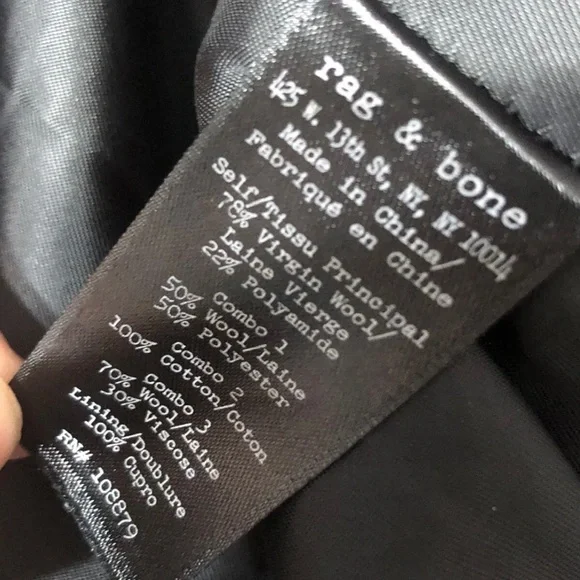 rag & bone
425 W. 13th St, NY, NY 10014
Made in China/
Fabriqué en Chine
Self/Tissu Principal
78% Virgin Wool/
Laine Vierge
22% Polyamide
Combo 1
50% Wool/Laine
50% Polyester
Combo 2
100% Cotton/Coton
Combo 3
70% Wool/Laine
30% Viscose
Lining/Doublure
100% Cupro
RN# 108879